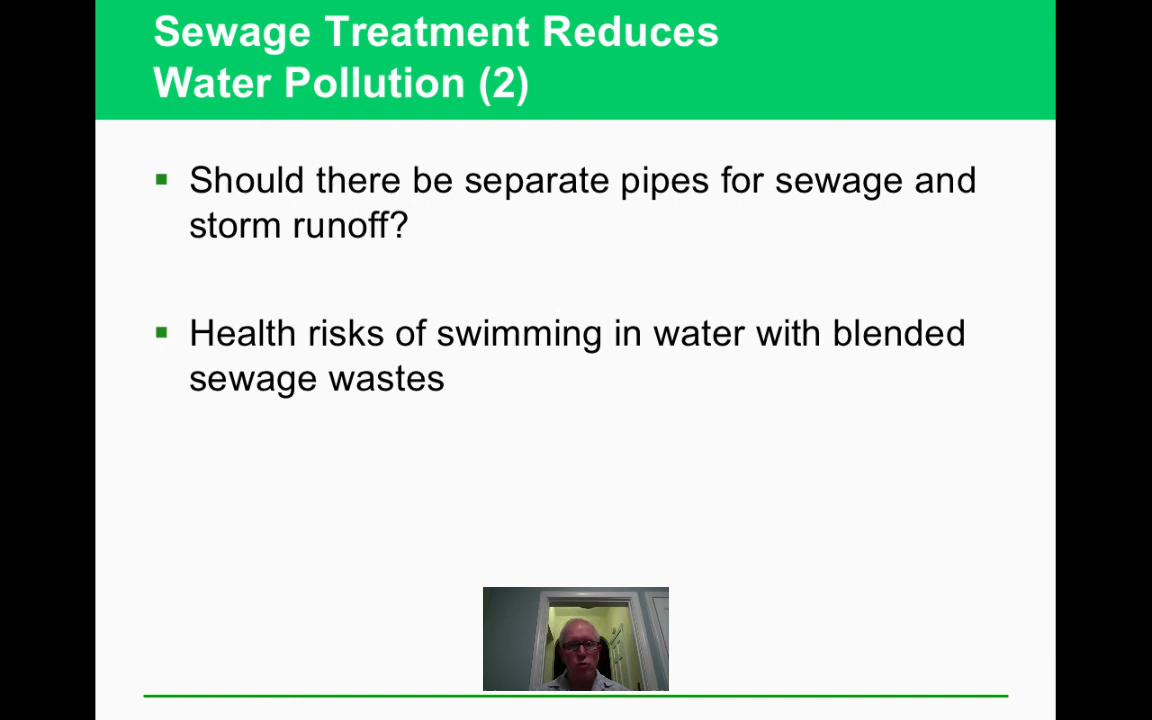 Sewage Treatment Reduces
Water Pollution (2)
Should there be separate pipes for sewage and
storm runoff?
Health risks of swimming in water with blended
sewage wastes